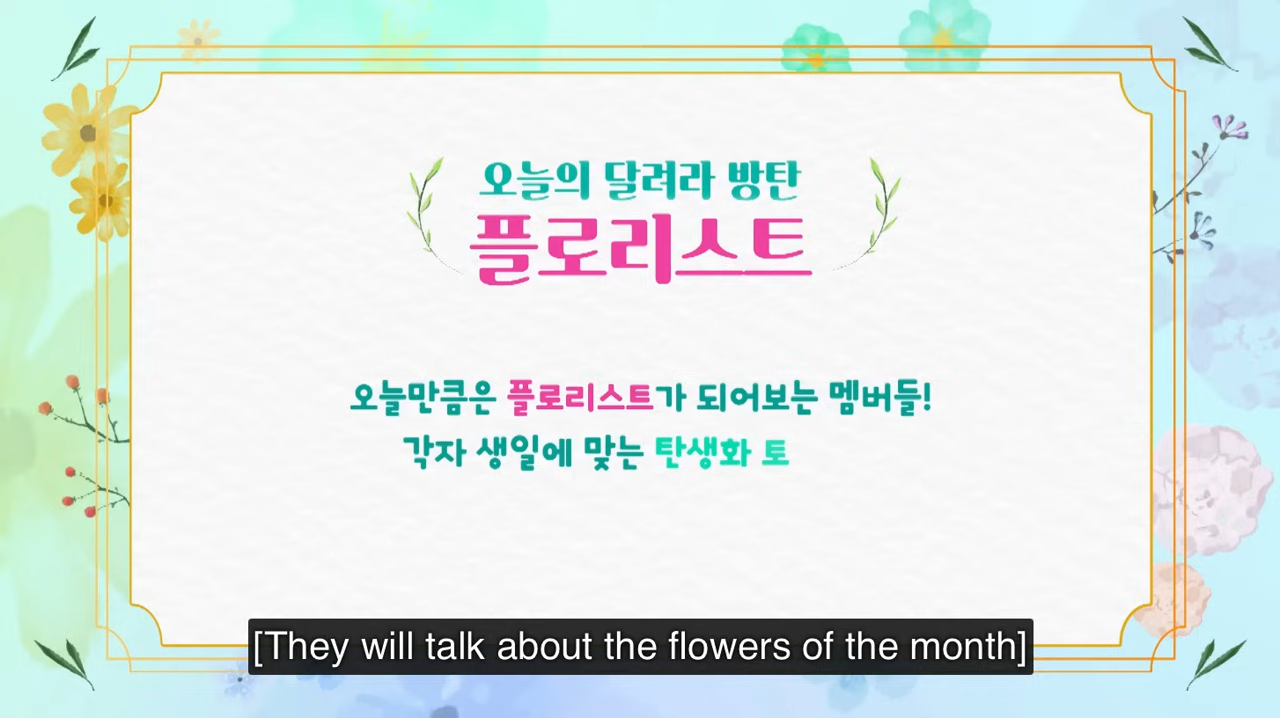 오늘의 달려라 방탄
플로리스트
오늘만큼은 플로리스트가 되어보는 멤버들!
각자 생일에 맞는 탄생화 토
[They will talk about the flowers of the month]